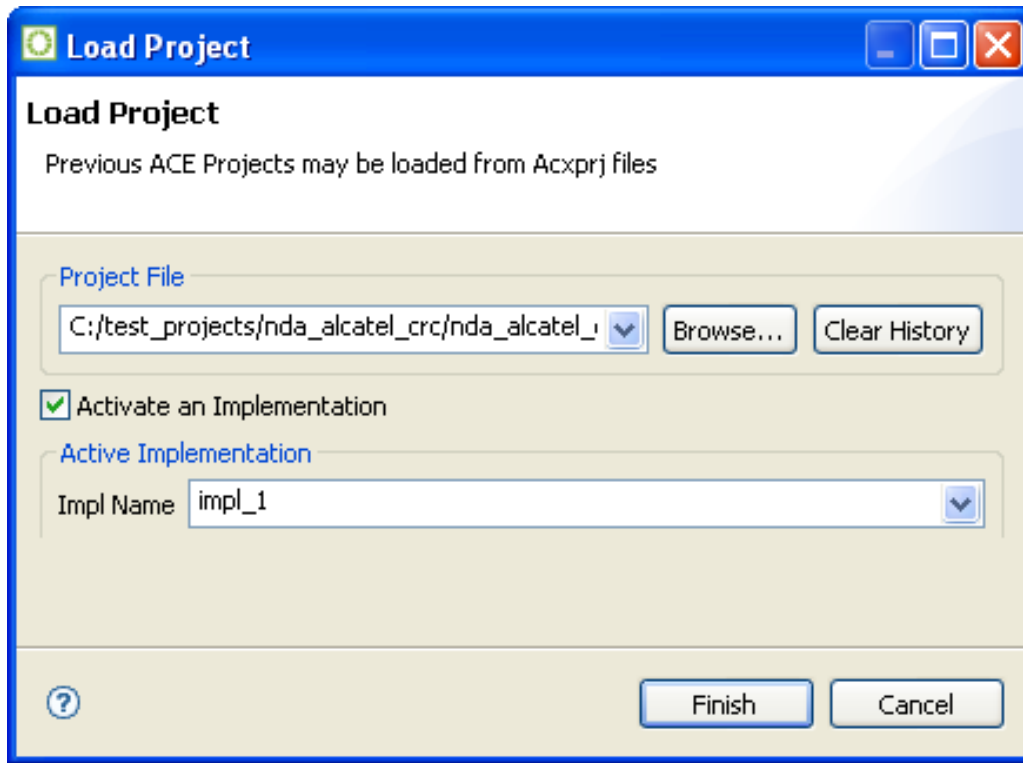 Load Project
Load Project
Previous ACE Projects may be loaded from Acxprj files
Project File
C:/test_projects/nda_alcatel_crc/nda_alcatel_ Browse... Clear History
Activate an Implementation
Active Implementation
Impl Name impl_1
? Finish Cancel